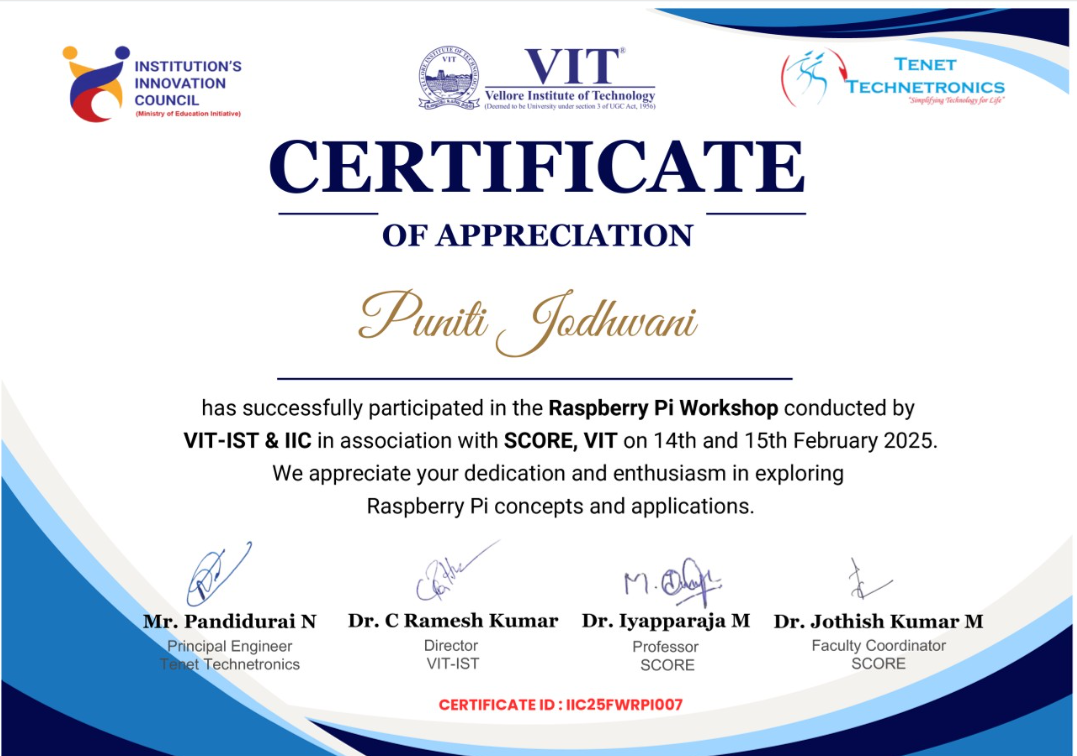 INSTITUTION'S
INNOVATION
COUNCIL
(Ministry of Education Initiative)
VELLORE INSTITUTE OF TECHNOLOGY
VIT
VIT®
Vellore Institute of Technology
(Deemed to be University under section 3 of UGC Act, 1956)
TENET
TECHNETRONICS
"Simplifying Technology for Life"
CERTIFICATE
OF APPRECIATION
Puniti Jodhwani
has successfully participated in the Raspberry Pi Workshop conducted by
VIT-IST & IIC in association with SCORE, VIT on 14th and 15th February 2025.
We appreciate your dedication and enthusiasm in exploring
Raspberry Pi concepts and applications.
Mr. Pandidurai N
Principal Engineer
Tenet Technetronics
Dr. C Ramesh Kumar
Director
VIT-IST
Dr. Iyapparaja M
Professor
SCORE
Dr. Jothish Kumar M
Faculty Coordinator
SCORE
CERTIFICATE ID : IIC25FWRPI007